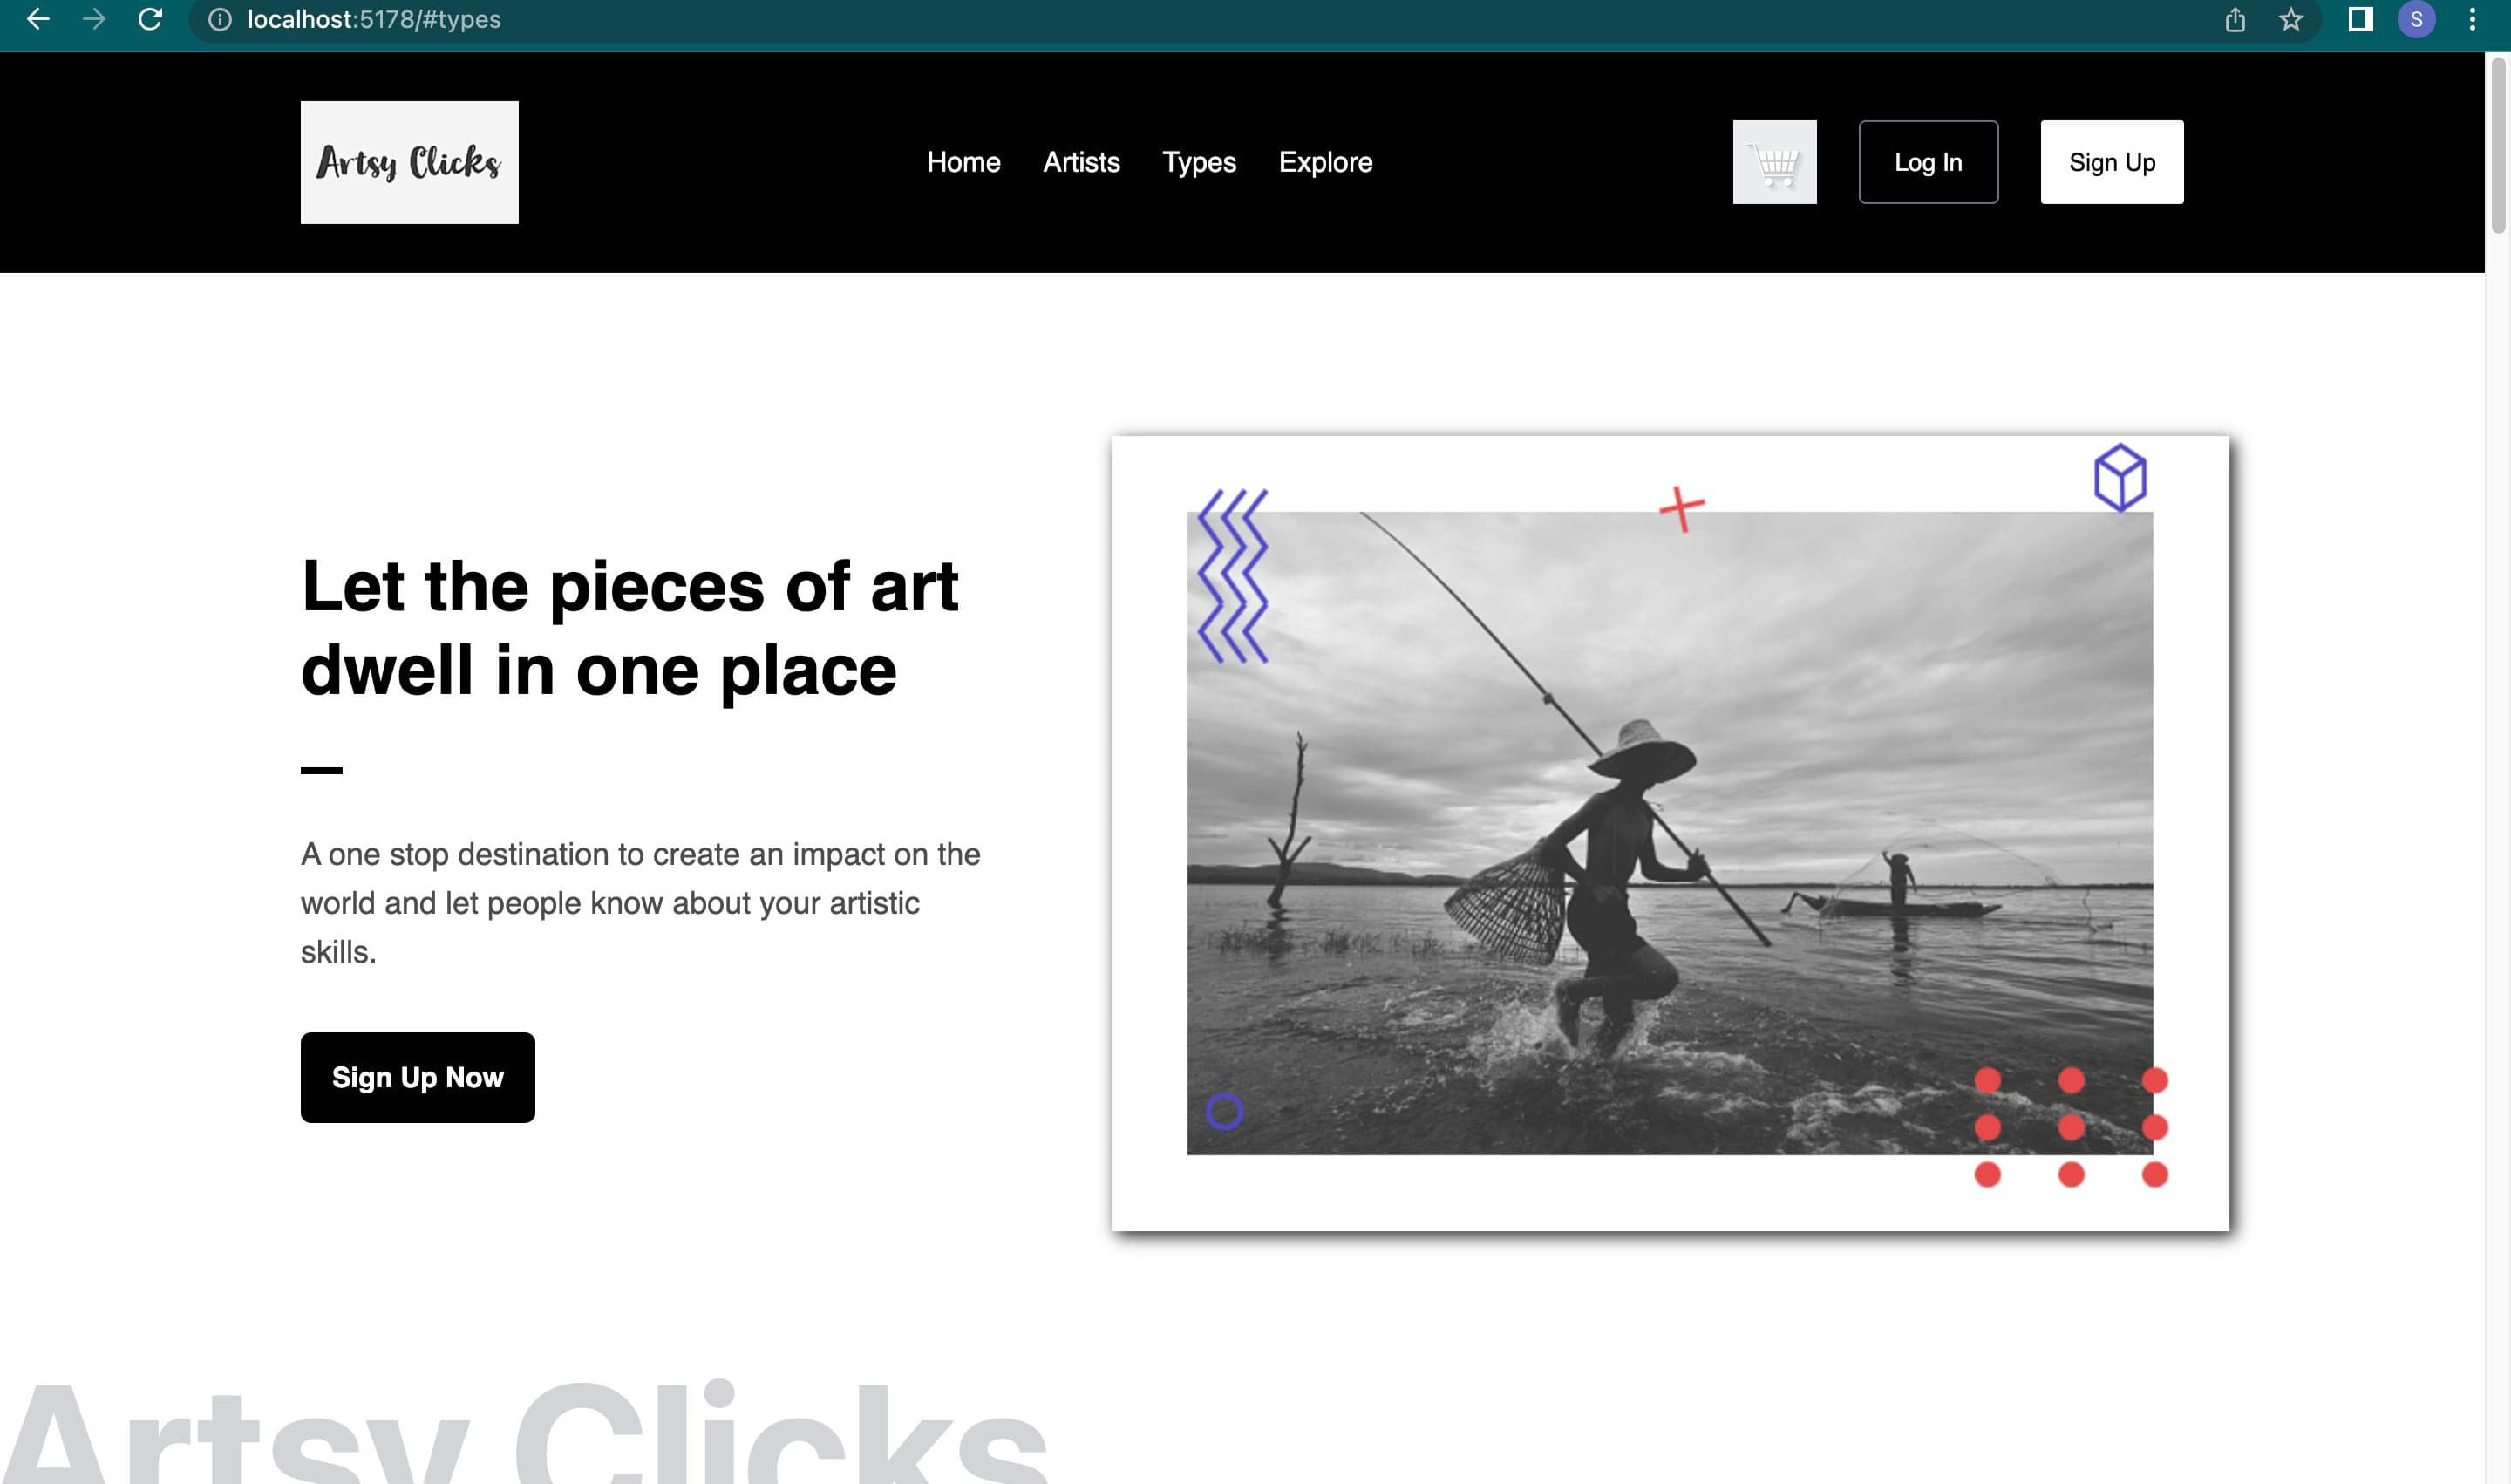 localhost:5178/#types
S
Artsy Clicks
Home Artists Types Explore
Log In
Sign Up
Let the pieces of art
dwell in one place
A one stop destination to create an impact on the
world and let people know about your artistic
skills.
Sign Up Now
Artsy Clicks